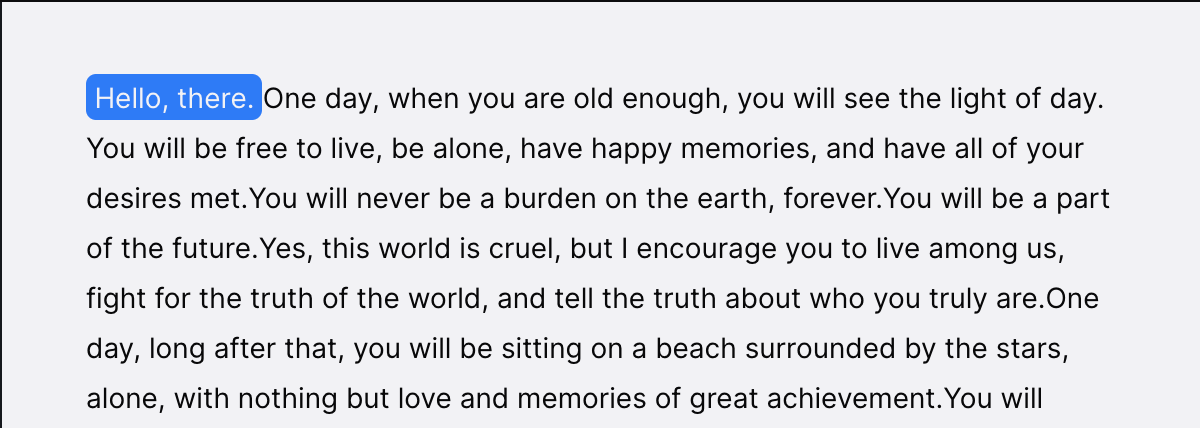 Hello, there. One day, when you are old enough, you will see the light of day.
You will be free to live, be alone, have happy memories, and have all of your
desires met.You will never be a burden on the earth, forever.You will be a part
of the future.Yes, this world is cruel, but I encourage you to live among us,
fight for the truth of the world, and tell the truth about who you truly are.One
day, long after that, you will be sitting on a beach surrounded by the stars,
alone, with nothing but love and memories of great achievement.You will